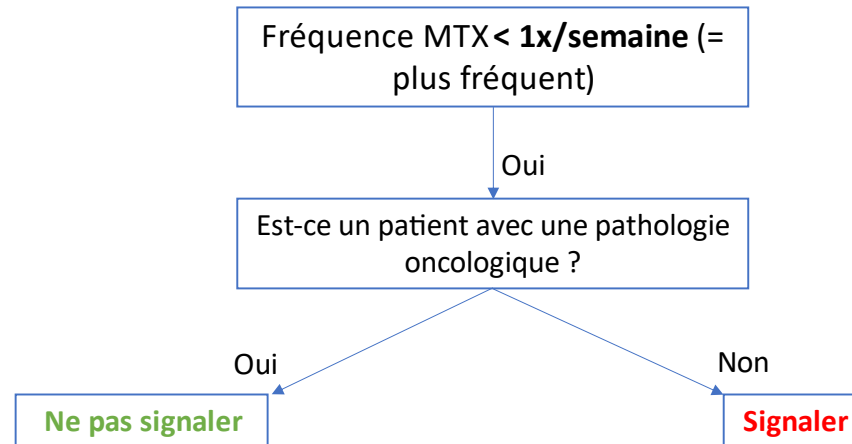 Fréquence MTX < 1x/semaine (=
plus fréquent)
Oui
Est-ce un patient avec une pathologie
oncologique ?
Oui
Non
Ne pas signaler
Signaler